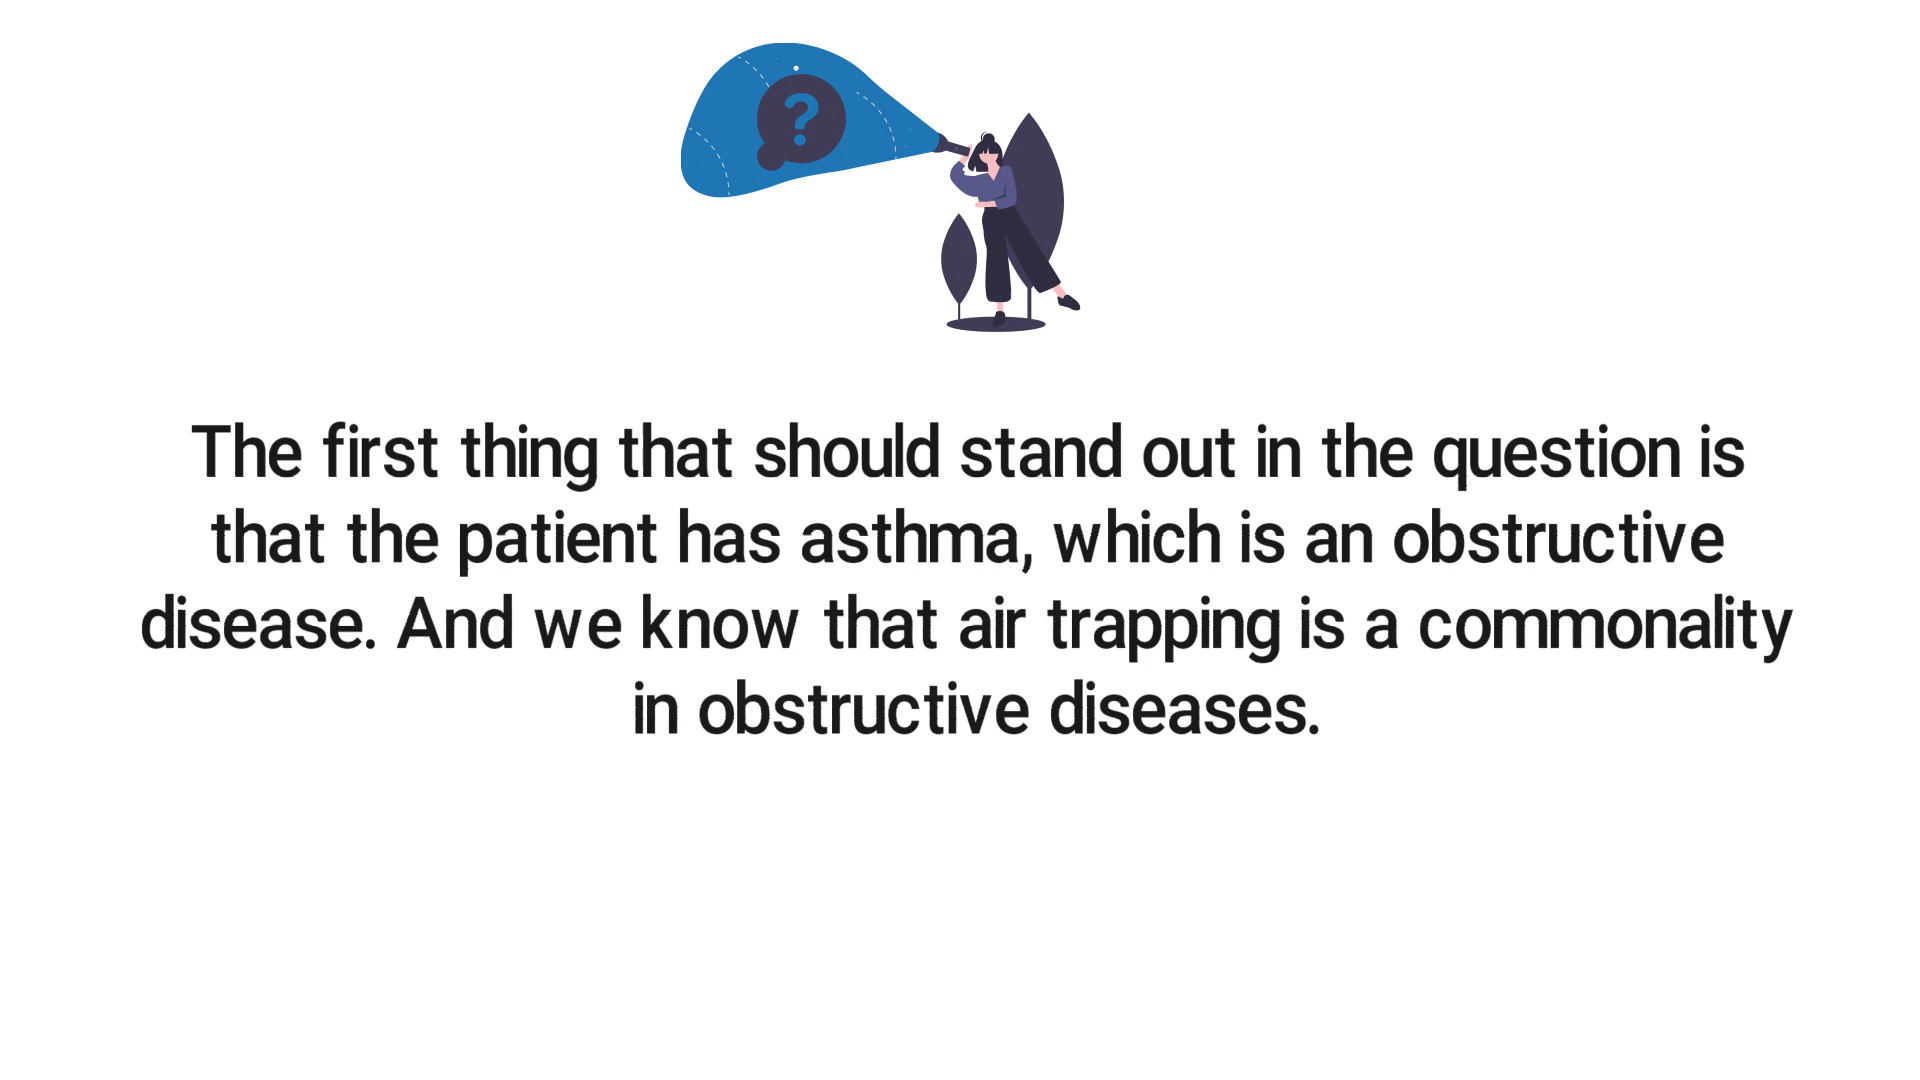 ?
The first thing that should stand out in the question is
that the patient has asthma, which is an obstructive
disease. And we know that air trapping is a commonality
in obstructive diseases.